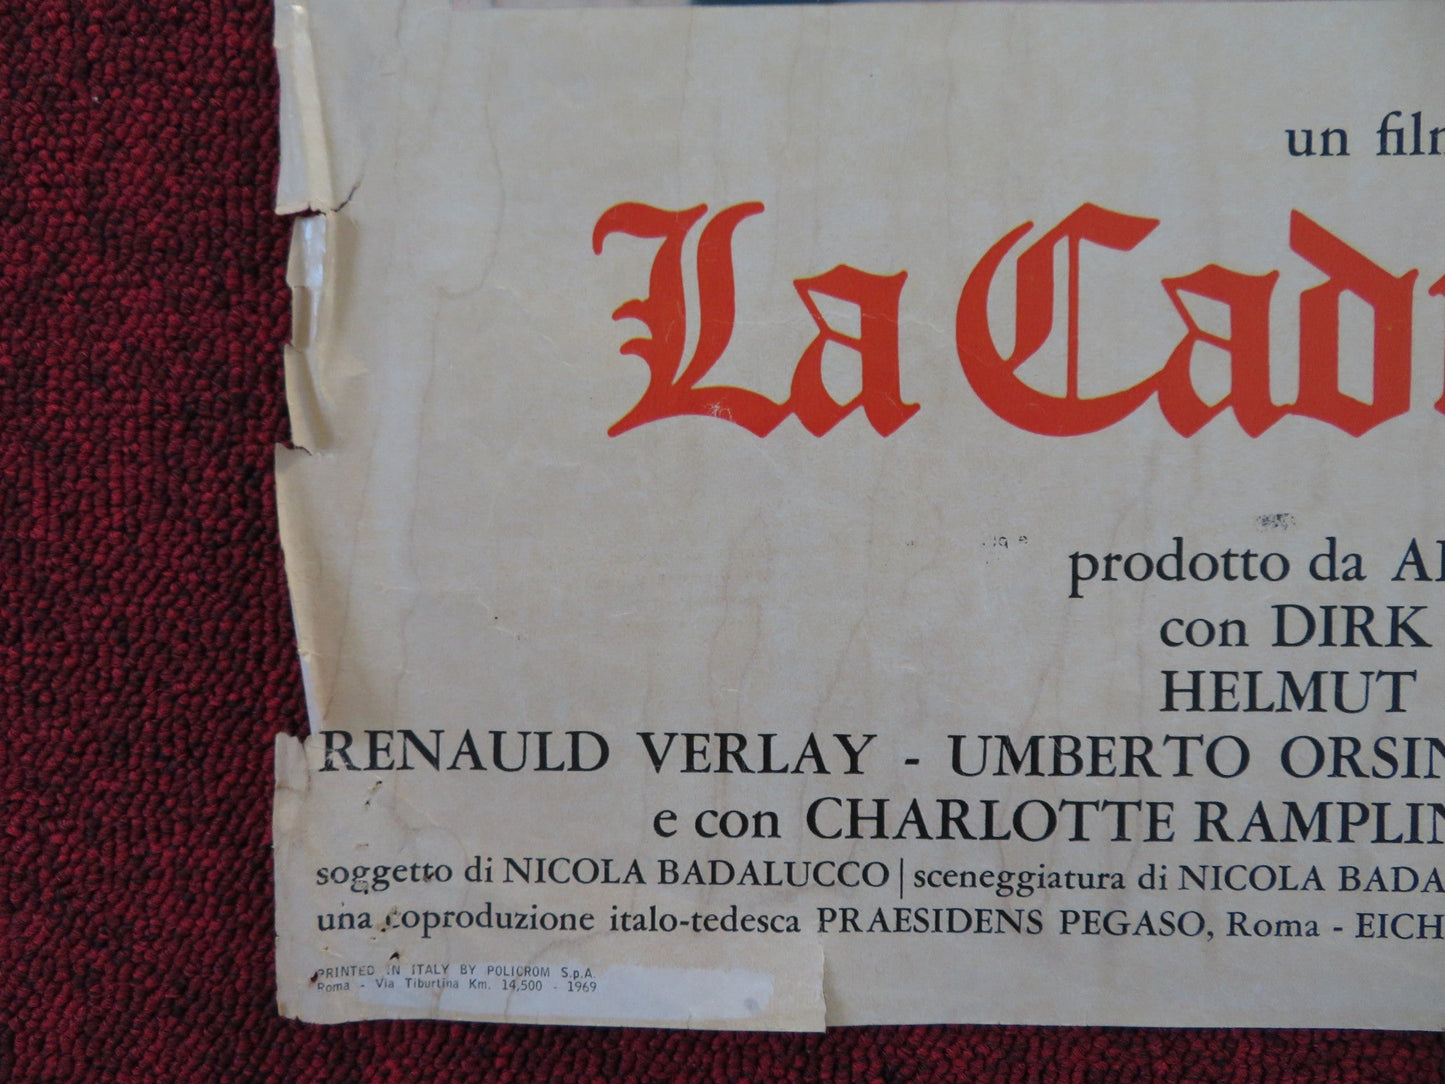 un film
La Cad
prodotto da
con DIRK
HELMUT
RENAULD VERLAY - UMBERTO ORSIN
e con CHARLOTTE RAMPLIN
soggetto di NICOLA BADALUCCO | sceneggiatura di NICOLA BADA
una coproduzione italo-tedesca PRAESIDENS PEGASO, Roma - EICH
PRINTED IN ITALY BY POLICROM S.p.A.
Roma - Via Tiburtina Km. 14,500 - 1969